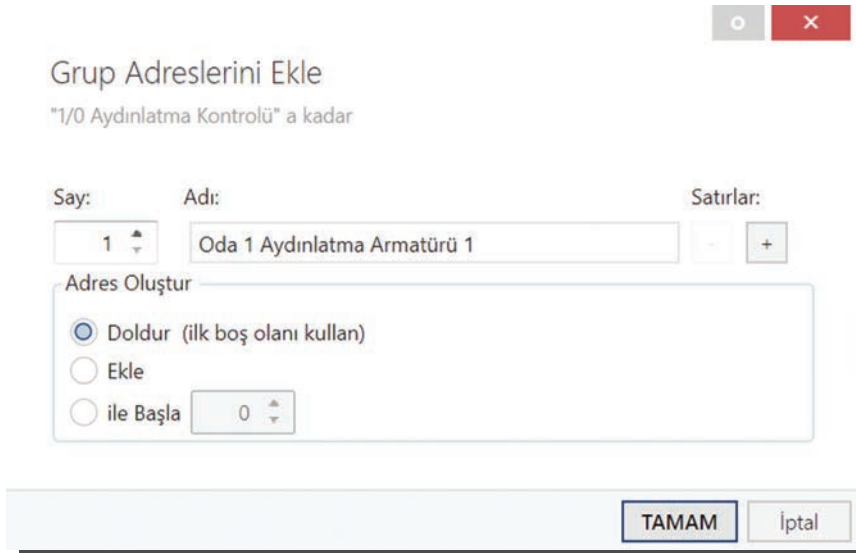 Grup Adreslerini Ekle
"1/0 Aydınlatma Kontrolü" a kadar
Say: Adı: Satırlar:
1 Oda 1 Aydınlatma Armatürü 1 - +
Adres Oluştur
Doldur (ilk boş olanı kullan)
Ekle
ile Başla 0
TAMAM İptal